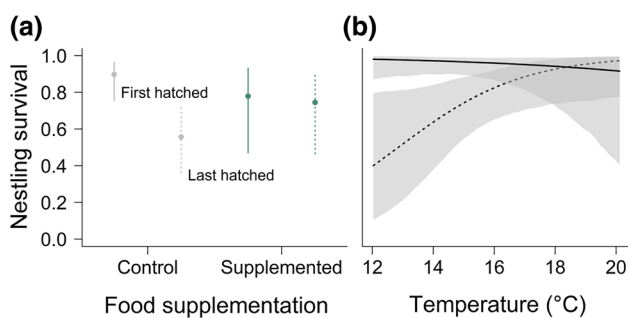 (a)
Nestling survival
1.0
0.8
0.6
0.4
0.2
0.0
First hatched
Last hatched
Control Supplemented
Food supplementation
(b)
12 14 16 18 20
Temperature (°C)